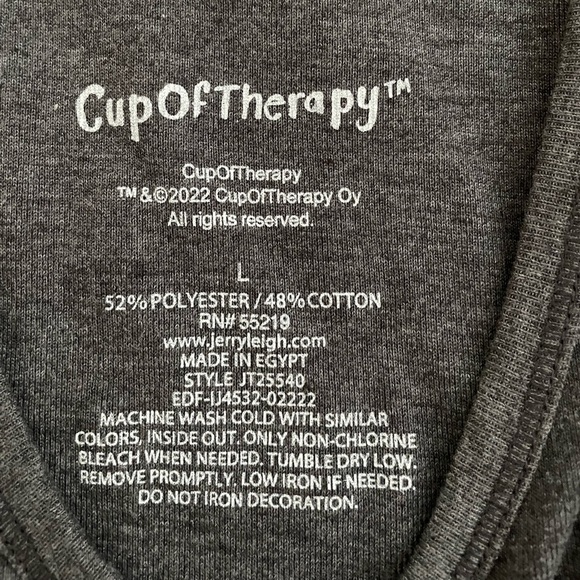 CupOfTherapy™
CupOfTherapy
™ & ©2022 CupOfTherapy Oy
All rights reserved.
L
52% POLYESTER / 48% COTTON
RN# 55219
www.jerryleigh.com
MADE IN EGYPT
STYLE JT25540
EDF-IJ4532-02222
MACHINE WASH COLD WITH SIMILAR
COLORS, INSIDE OUT. ONLY NON-CHLORINE
BLEACH WHEN NEEDED. TUMBLE DRY LOW.
REMOVE PROMPTLY. LOW IRON IF NEEDED.
DO NOT IRON DECORATION.